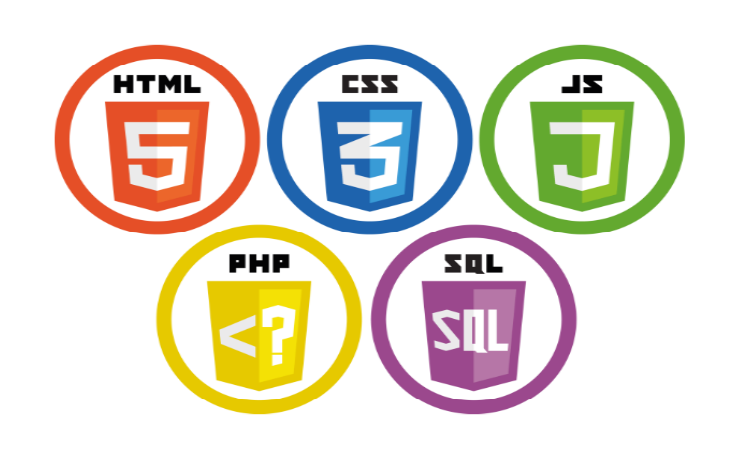 HTML CSS JS
5 3 J
PHP SQL
<? SQL